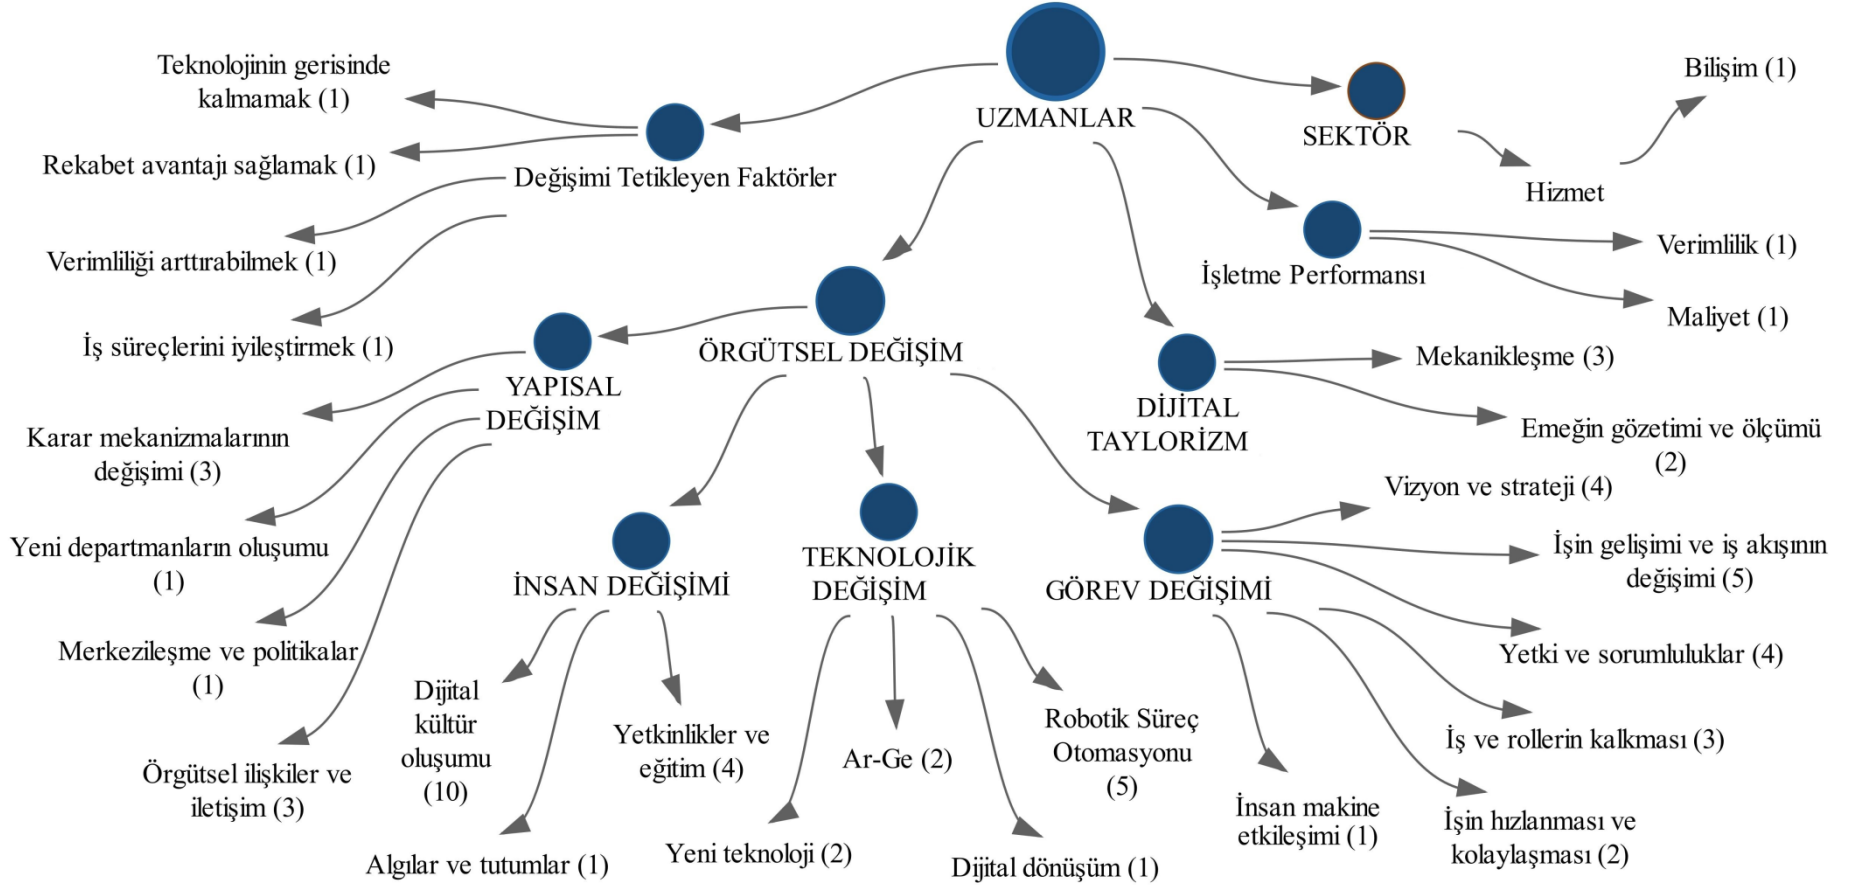 UZMANLAR
Teknolojinin gerisinde
kalmamak (1)
Rekabet avantajı sağlamak (1)
Değişimi Tetikleyen Faktörler
Verimliliği arttırabilmek (1)
İş süreçlerini iyileştirmek (1)
SEKTÖR
Bilişim (1)
Hizmet
İşletme Performansı
Verimlilik (1)
Maliyet (1)
ÖRGÜTSEL DEĞİŞİM
DİJİTAL
TAYLORİZM
Mekanikleşme (3)
Emeğin gözetimi ve ölçümü
(2)
YAPISAL
DEĞİŞİM
Karar mekanizmalarının
değişimi (3)
Yeni departmanların oluşumu
(1)
Merkezileşme ve politikalar
(1)
Örgütsel ilişkiler ve
iletişim (3)
İNSAN DEĞİŞİMİ
Dijital
kültür
oluşumu
(10)
Yetkinlikler ve
eğitim (4)
Algılar ve tutumlar (1)
TEKNOLOJİK
DEĞİŞİM
Yeni teknoloji (2)
Ar-Ge (2)
Dijital dönüşüm (1)
Robotik Süreç
Otomasyonu
(5)
GÖREV DEĞİŞİMİ
Vizyon ve strateji (4)
İşin gelişimi ve iş akışının
değişimi (5)
Yetki ve sorumluluklar (4)
İş ve rollerin kalkması (3)
İnsan makine
etkileşimi (1)
İşin hızlanması ve
kolaylaşması (2)